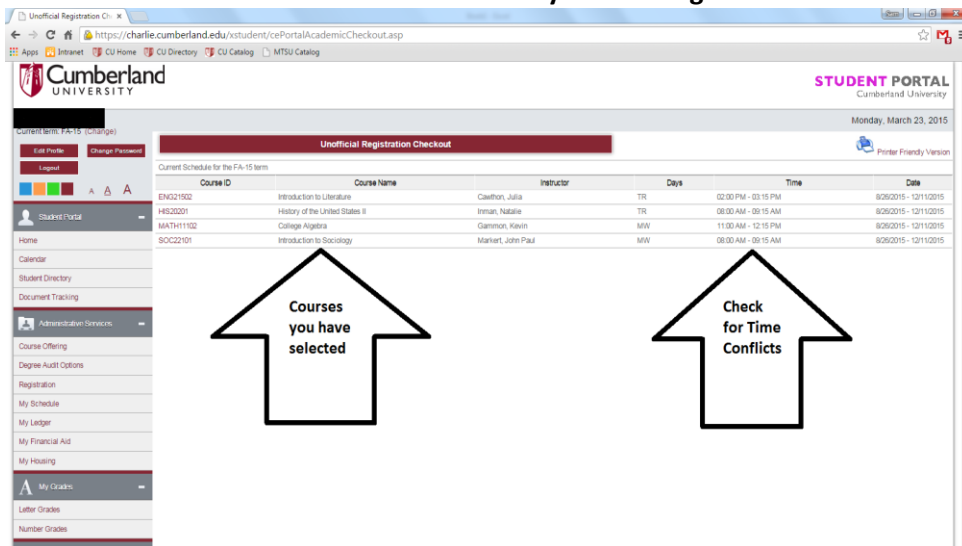 Unofficial Registration Ch
https://charlie.cumberland.edu/xstudent/cePortalAcademicCheckout.asp
Apps Intranet CU Home CU Directory CU Catalog MTSU Catalog
Cumberland
UNIVERSITY
STUDENT PORTAL
Cumberland University
Monday, March 23, 2015
Current term: FA-15 (Change)
Edit Profile Change Password
Logout
A A A
Unofficial Registration Checkout
Printer Friendly Version
Current Schedule for the FA-15 term
Course ID Course Name Instructor Days Time Date
ENG21502 Introduction to Literature Cawthon, Julia TR 02:00 PM - 03:15 PM 8/26/2015 - 12/11/2015
HIS20201 History of the United States II Inman, Natalie TR 08:00 AM - 09:15 AM 8/26/2015 - 12/11/2015
MATH11102 College Algebra Gammon, Kevin MW 11:00 AM - 12:15 PM 8/26/2015 - 12/11/2015
SOC22101 Introduction to Sociology Markert, John Paul MW 08:00 AM - 09:15 AM 8/26/2015 - 12/11/2015
Student Portal
Home
Calendar
Student Directory
Document Tracking
Administrative Services
Course Offering
Degree Audit Options
Registration
My Schedule
My Ledger
My Financial Aid
My Housing
A My Grades
Letter Grades
Number Grades
Courses
you have
selected
Check
for Time
Conflicts